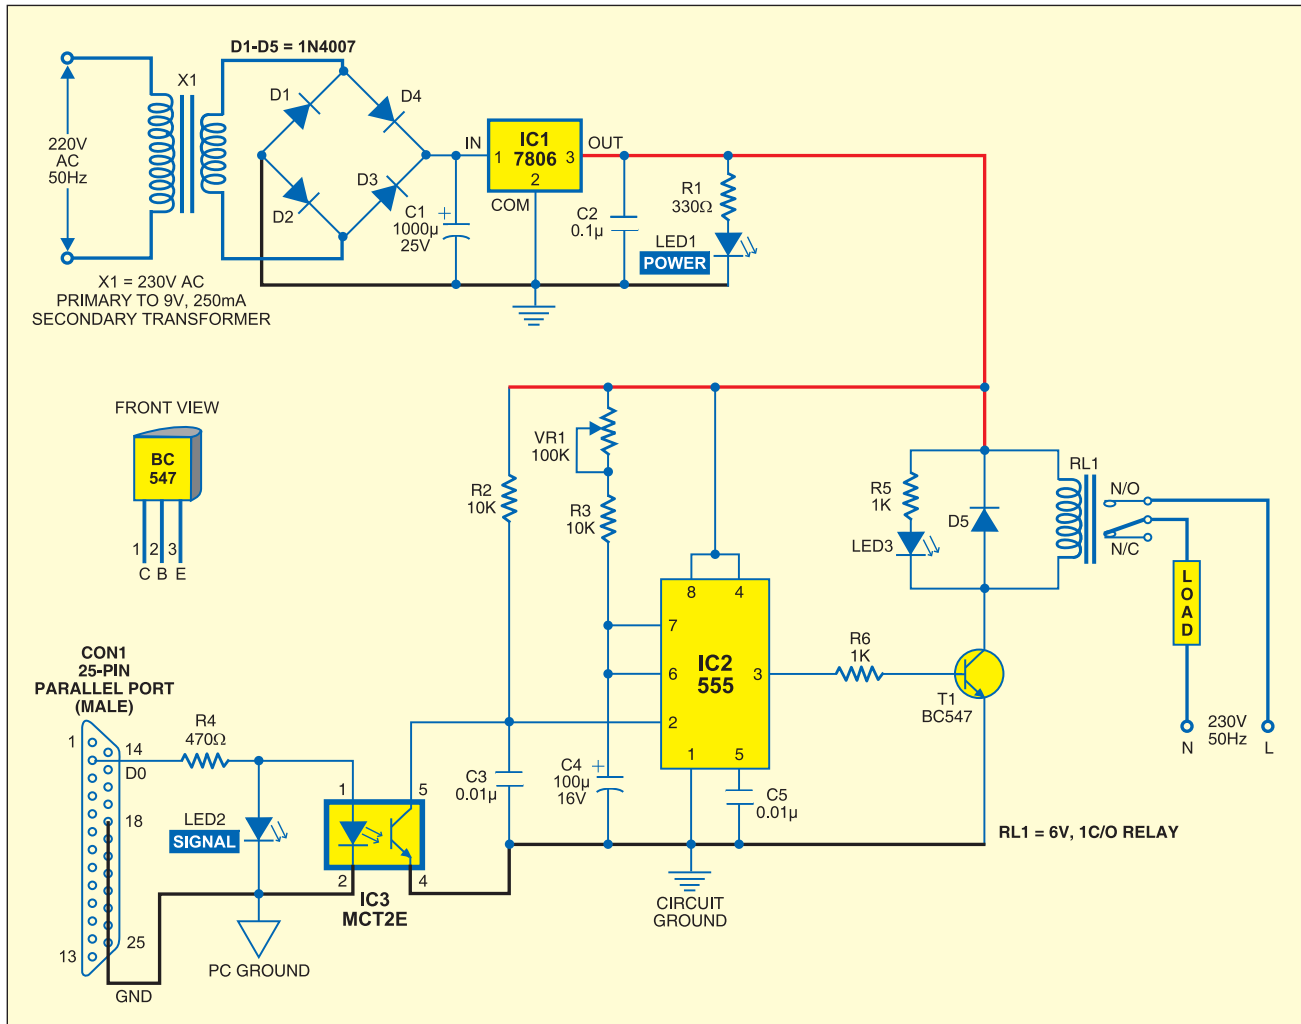 D1-D5 = 1N4007
X1
220V
AC
50Hz
D1
D4
D2
D3
IN
IC1
7806
1
3
2
OUT
COM
C1
1000µ
25V
+
C2
0.1µ
R1
330Ω
LED1
POWER
X1 = 230V AC
PRIMARY TO 9V, 250mA
SECONDARY TRANSFORMER
FRONT VIEW
BC
547
1 2 3
C B E
VR1
100K
R2
10K
R3
10K
R5
1K
LED3
D5
RL1
N/O
N/C
LOAD
8 4
7
6
2
3
1 5
IC2
555
R6
1K
T1
BC547
N
230V
50Hz
L
CON1
25-PIN
PARALLEL PORT
(MALE)
1
14
D0
18
13
25
GND
R4
470Ω
LED2
SIGNAL
PC GROUND
1
5
2
4
IC3
MCT2E
C3
0.01µ
C4
100µ
16V
+
C5
0.01µ
CIRCUIT
GROUND
RL1 = 6V, 1C/O RELAY